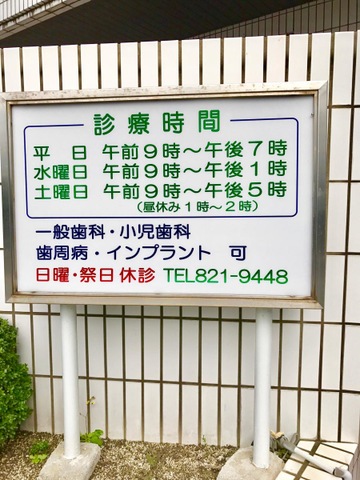 診療時間
平 日 午前9時～午後7時
水曜日 午前9時～午後1時
土曜日 午前9時～午後5時
(昼休み1時～2時)
一般歯科・小児歯科
歯周病・インプラント 可
日曜・祭日休診 TEL821-9448